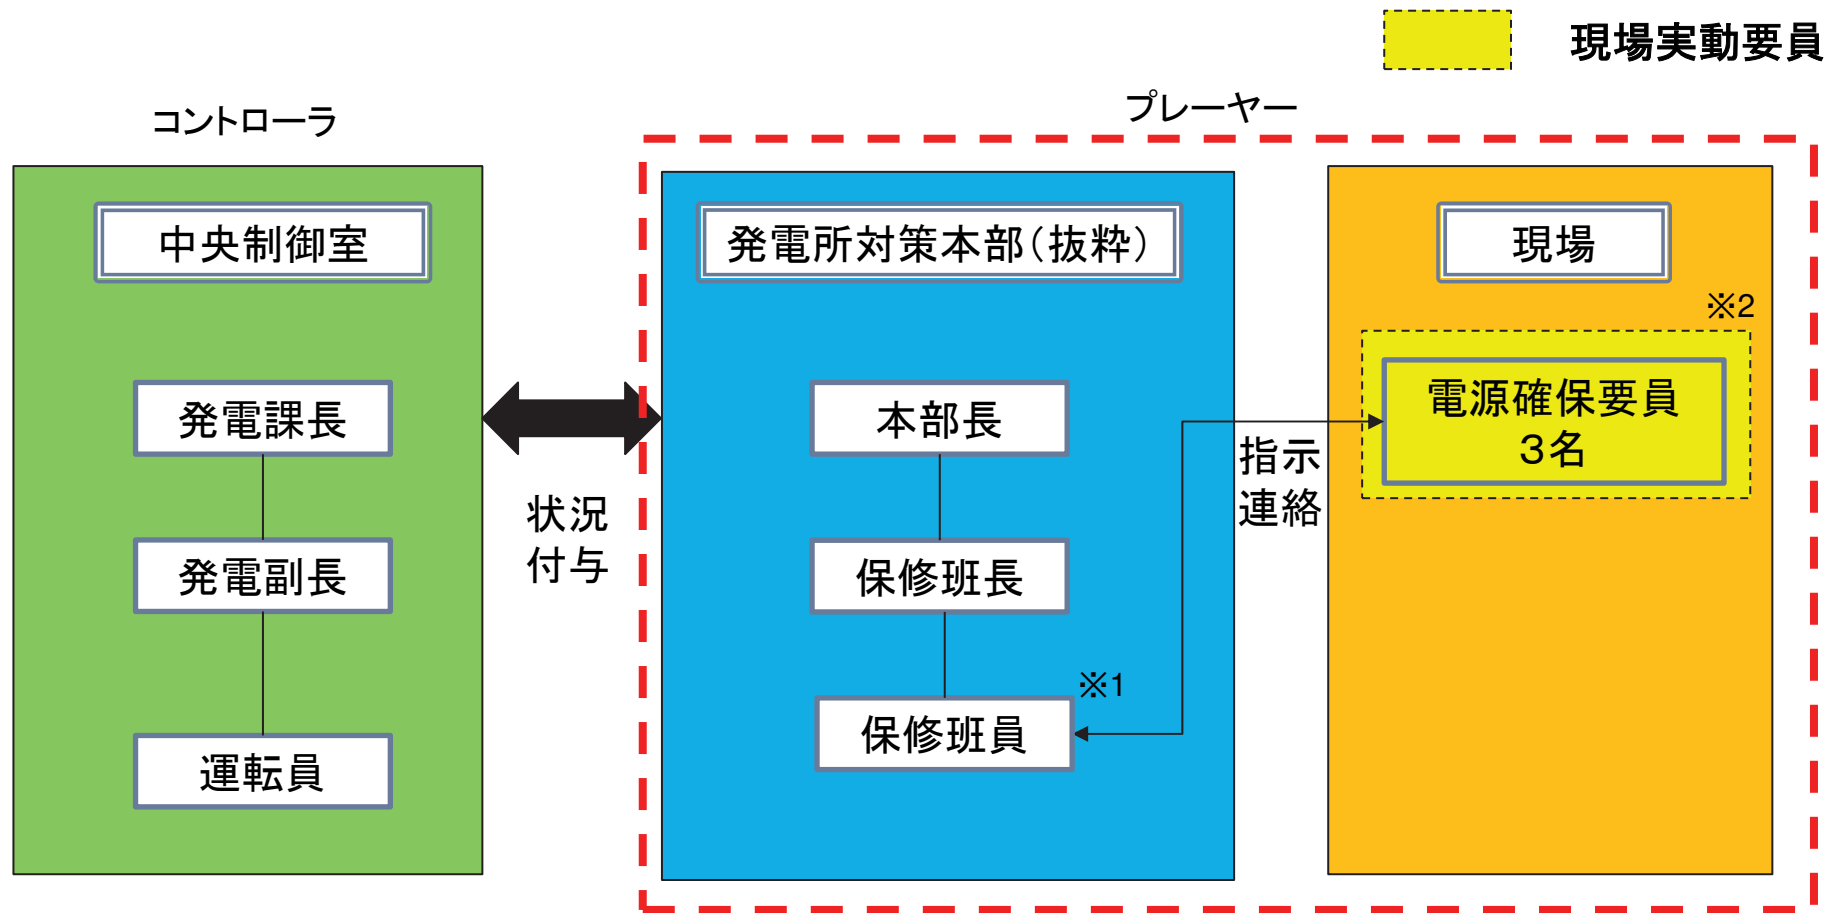 現場実動要員
コントローラ
プレーヤー
中央制御室
発電所対策本部（抜粋）
現場
※2
発電課長
本部長
電源確保要員
３名
指示
連絡
状況
付与
発電副長
保修班長
※1
保修班員
運転員